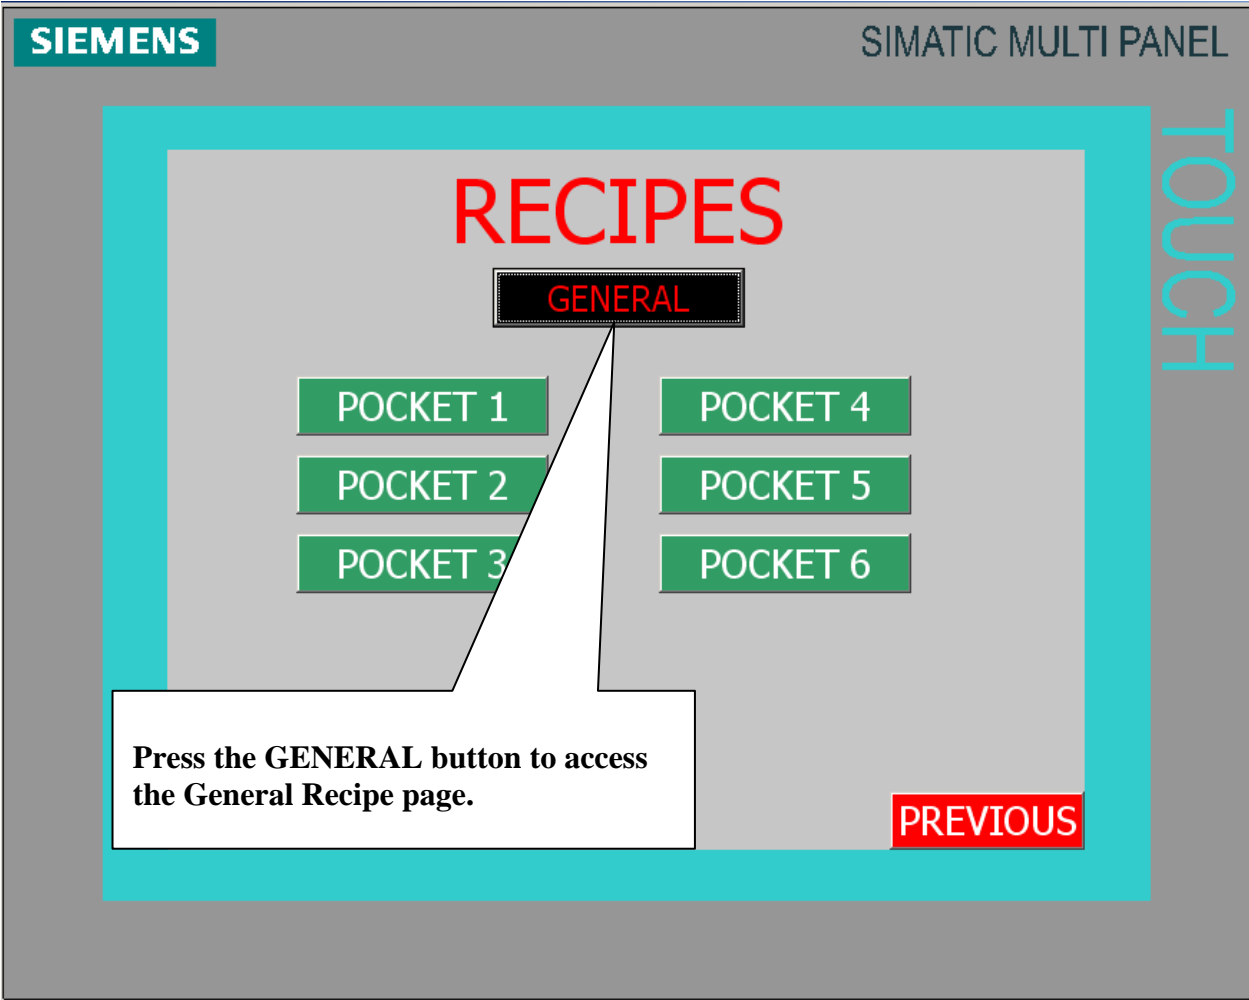 SIEMENS
SIMATIC MULTI PANEL
TOUCH
RECIPES
GENERAL
POCKET 1
POCKET 4
POCKET 2
POCKET 5
POCKET 3
POCKET 6
Press the GENERAL button to access
the General Recipe page.
PREVIOUS